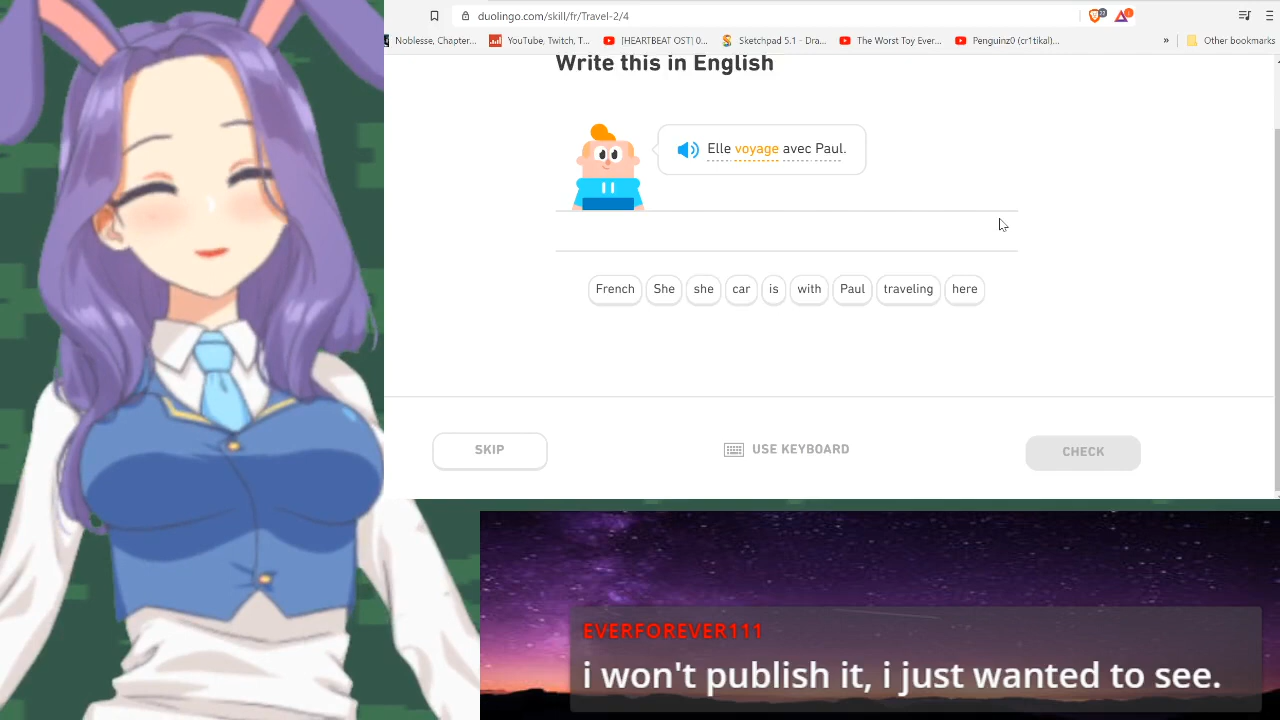 duolingo.com/skill/fr/Travel-2/4
Noblesse, Chapter... YouTube, Twitch, T... [HEARTBEAT OST] 0... Sketchpad 5.1 - Dra... The Worst Toy Ever... Penguinz0 (cr1tikal)... » Other bookmarks
Write this in English
Elle voyage avec Paul.
French She she car is with Paul traveling here
SKIP USE KEYBOARD CHECK
EVERFOREVER111
i won't publish it, i just wanted to see.